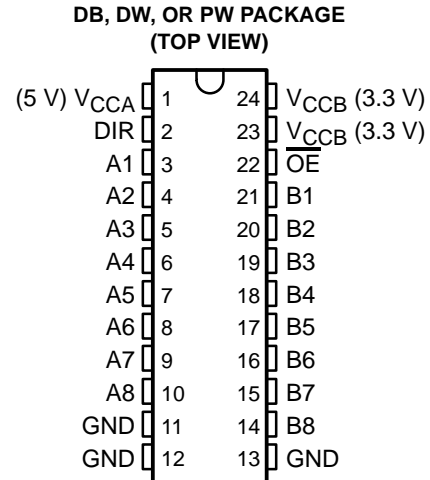 DB, DW, OR PW PACKAGE
(TOP VIEW)
(5 V) VCCA 1 24 VCCB (3.3 V)
DIR 2 23 VCCB (3.3 V)
A1 3 22 OE
A2 4 21 B1
A3 5 20 B2
A4 6 19 B3
A5 7 18 B4
A6 8 17 B5
A7 9 16 B6
A8 10 15 B7
GND 11 14 B8
GND 12 13 GND